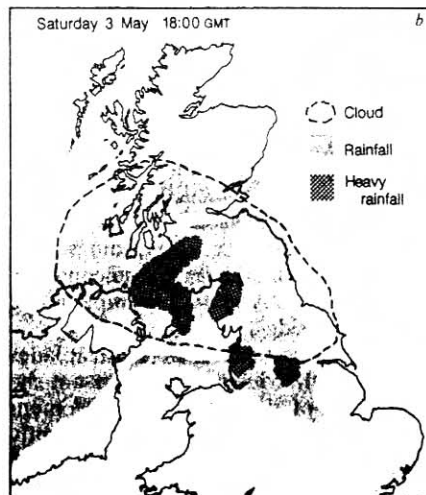 Saturday 3 May 18:00 GMT
b
Cloud
Rainfall
Heavy
rainfall